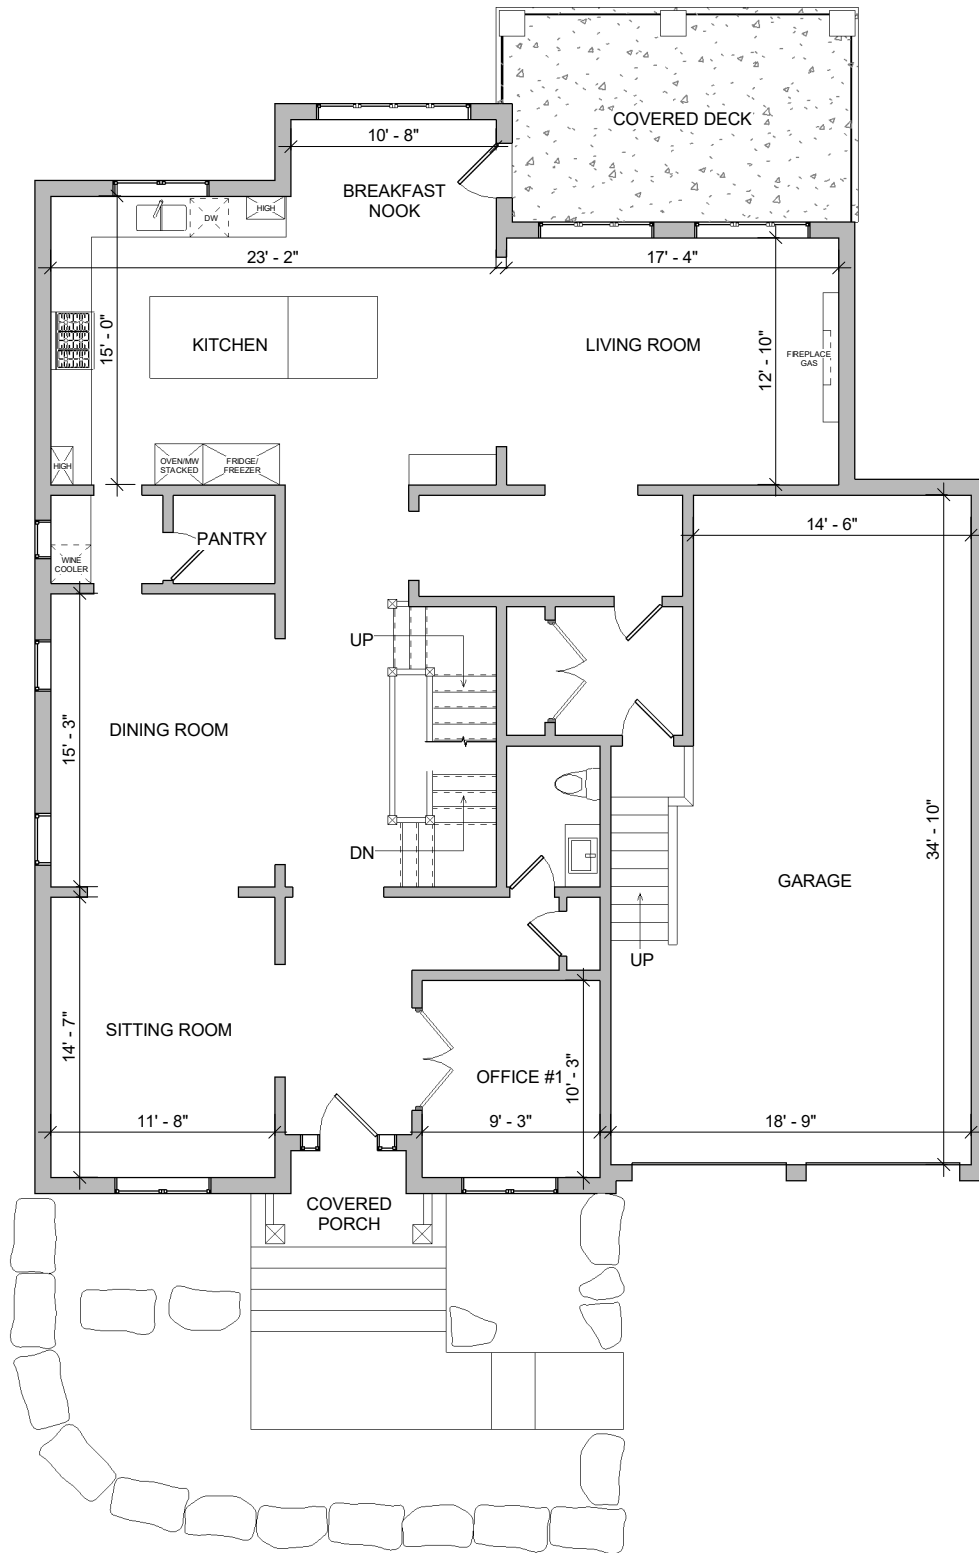 COVERED DECK
10' - 8"
BREAKFAST
NOOK
HIGH
DW
23' - 2"
17' - 4"
15' - 0"
KITCHEN
LIVING ROOM
12' - 10"
FIREPLACE
GAS
HIGH
OVEN/MW
STACKED
FRIDGE/
FREEZER
14' - 6"
PANTRY
WINE
COOLER
UP
DINING ROOM
15' - 3"
34' - 10"
DN
GARAGE
UP
SITTING ROOM
14' - 7"
OFFICE #1
10' - 3"
11' - 8"
9' - 3"
18' - 9"
COVERED
PORCH